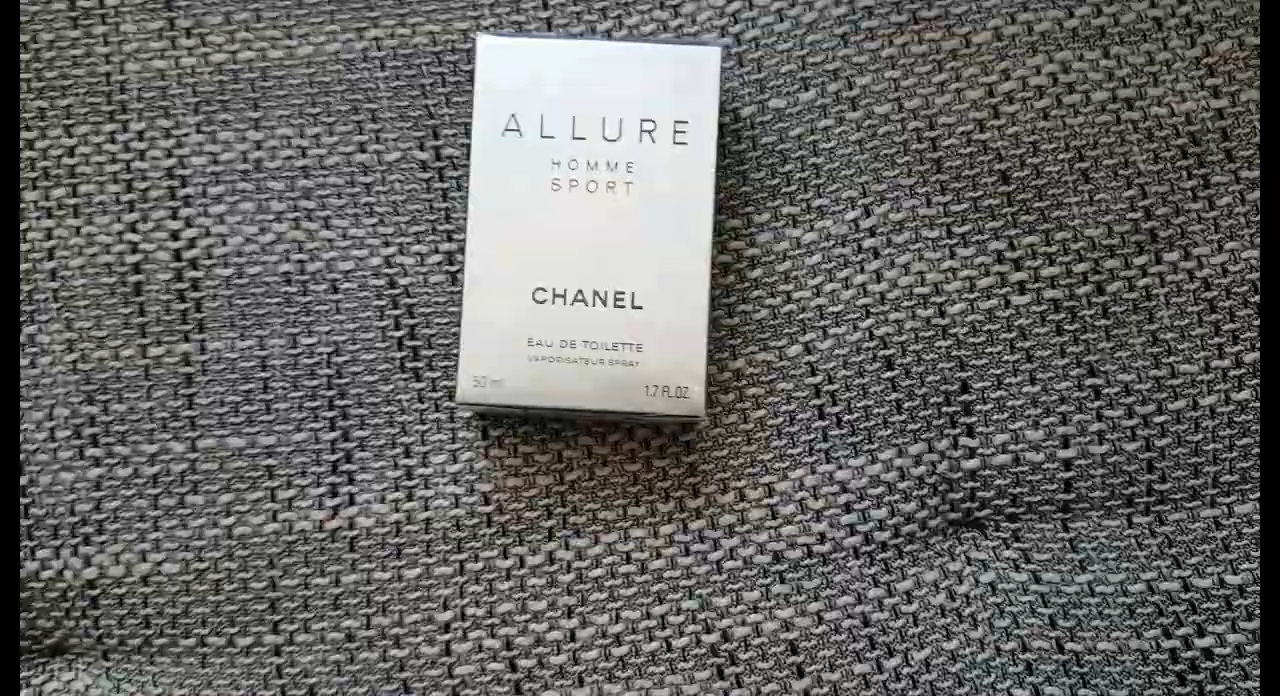 ALLURE
HOMME
SPORT
CHANEL
EAU DE TOILETTE
VAPORISATEUR SPRAY
50 ml 1.7 FL.OZ.